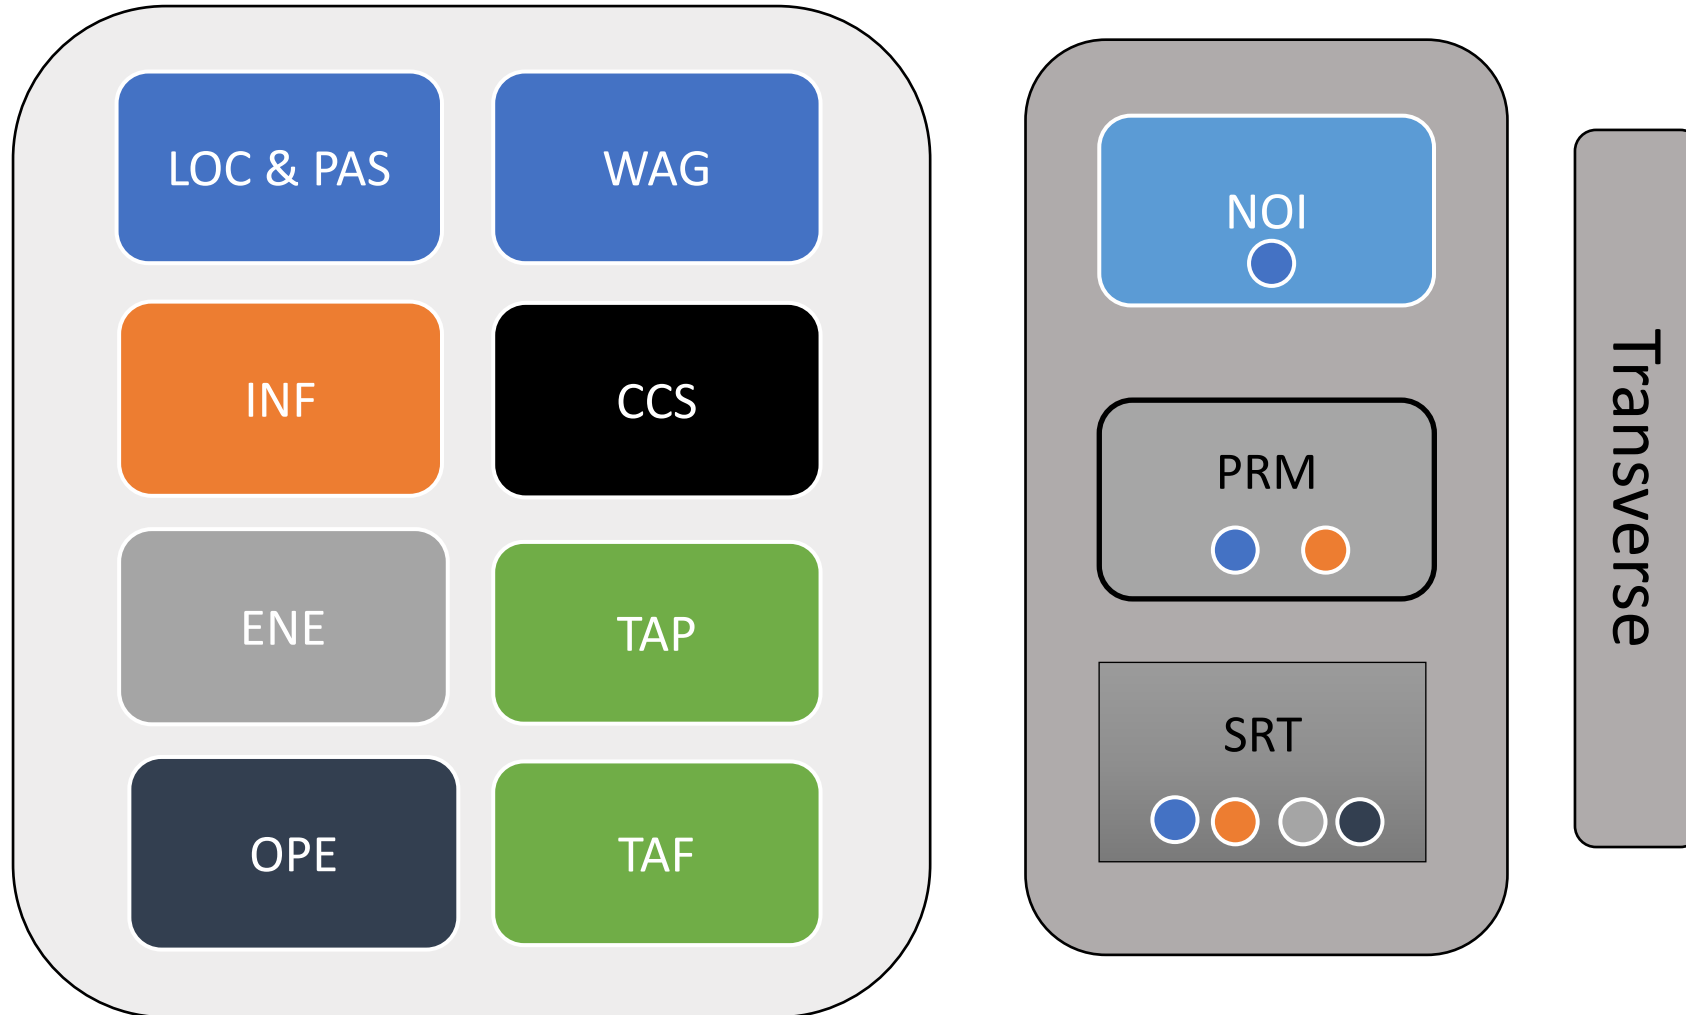 LOC & PAS
WAG
INF
CCS
ENE
TAP
OPE
TAF
NOI
PRM
SRT
Transverse